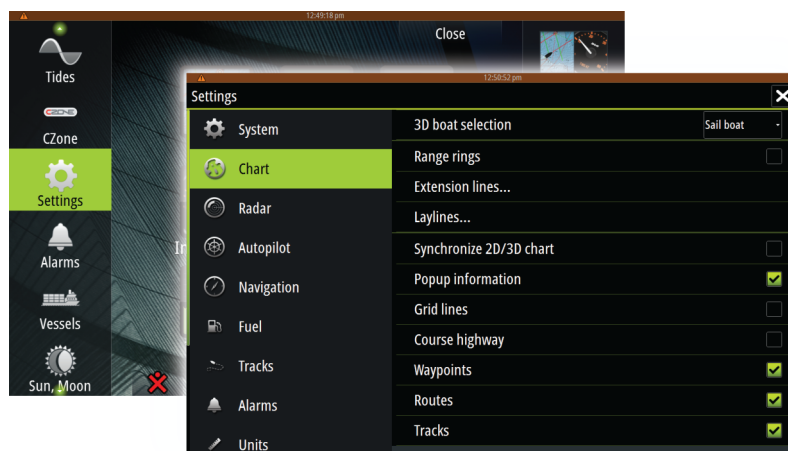 12:49:18 pm
Close
Tides
CZONE
CZone
Settings
Alarms
Vessels
Sun, Moon
12:50:52 pm
Settings
System
Chart
Radar
Autopilot
Navigation
Fuel
Tracks
Alarms
Units
3D boat selection
Sail boat
Range rings
Extension lines...
Laylines...
Synchronize 2D/3D chart
Popup information
Grid lines
Course highway
Waypoints
Routes
Tracks